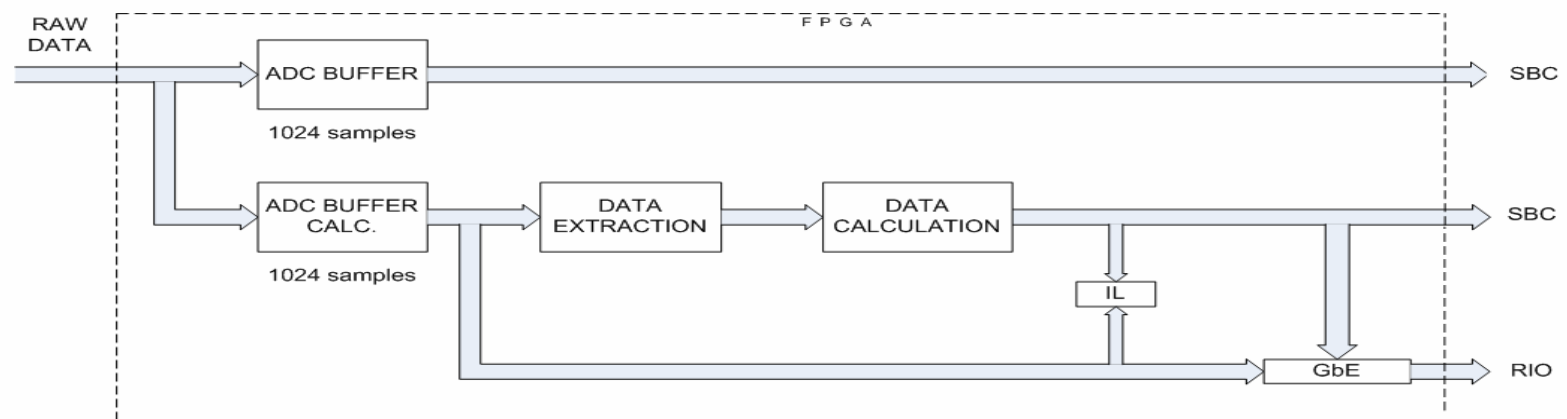 F P G A
RAW
DATA
ADC BUFFER
SBC
1024 samples
ADC BUFFER
CALC.
DATA
EXTRACTION
DATA
CALCULATION
SBC
1024 samples
IL
GbE
RIO